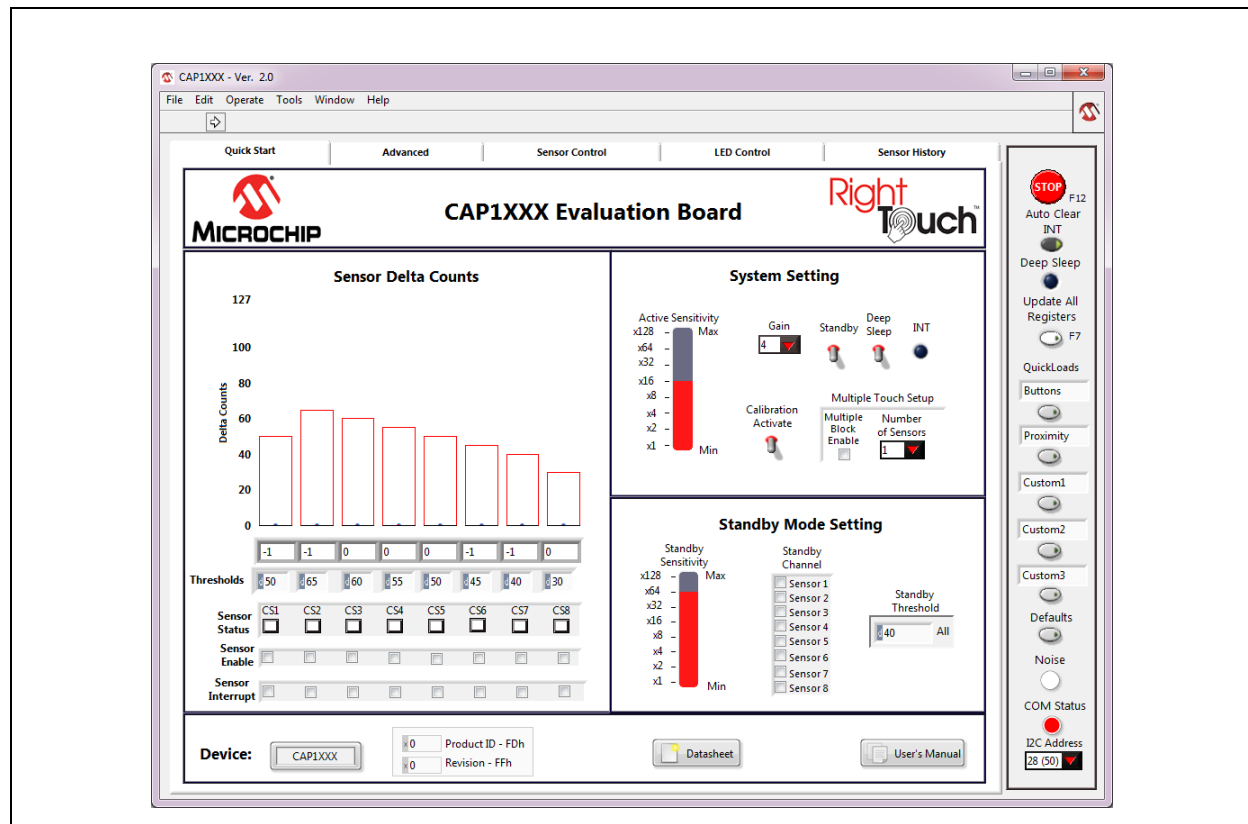 CAP1XXX - Ver. 2.0
File Edit Operate Tools Window Help
Quick Start Advanced Sensor Control LED Control Sensor History
MICROCHIP
CAP1XXX Evaluation Board
Right Touch™
Sensor Delta Counts
127
100
80
60
40
20
0
Delta Counts
-1 -1 0 0 0 -1 -1 0
Thresholds d 50 d 65 d 60 d 55 d 50 d 45 d 40 d 30
Sensor Status
CS1 CS2 CS3 CS4 CS5 CS6 CS7 CS8
Sensor Enable
Sensor Interrupt
System Setting
Active Sensitivity
x128 Max
x64
x32
x16
x8
x4
x2
x1 Min
Gain
4
Standby
Deep Sleep
INT
Calibration Activate
Multiple Touch Setup
Multiple Block Enable
Number of Sensors
1
Standby Mode Setting
Standby Sensitivity
x128 Max
x64
x32
x16
x8
x4
x2
x1 Min
Standby Channel
Sensor 1
Sensor 2
Sensor 3
Sensor 4
Sensor 5
Sensor 6
Sensor 7
Sensor 8
Standby Threshold
d 40 All
Device: CAP1XXX
x 0 Product ID - FDh
x 0 Revision - FFh
Datasheet
User's Manual
STOP F12
Auto Clear
INT
Deep Sleep
Update All
Registers
F7
QuickLoads
Buttons
Proximity
Custom1
Custom2
Custom3
Defaults
Noise
COM Status
I2C Address
28 (50)